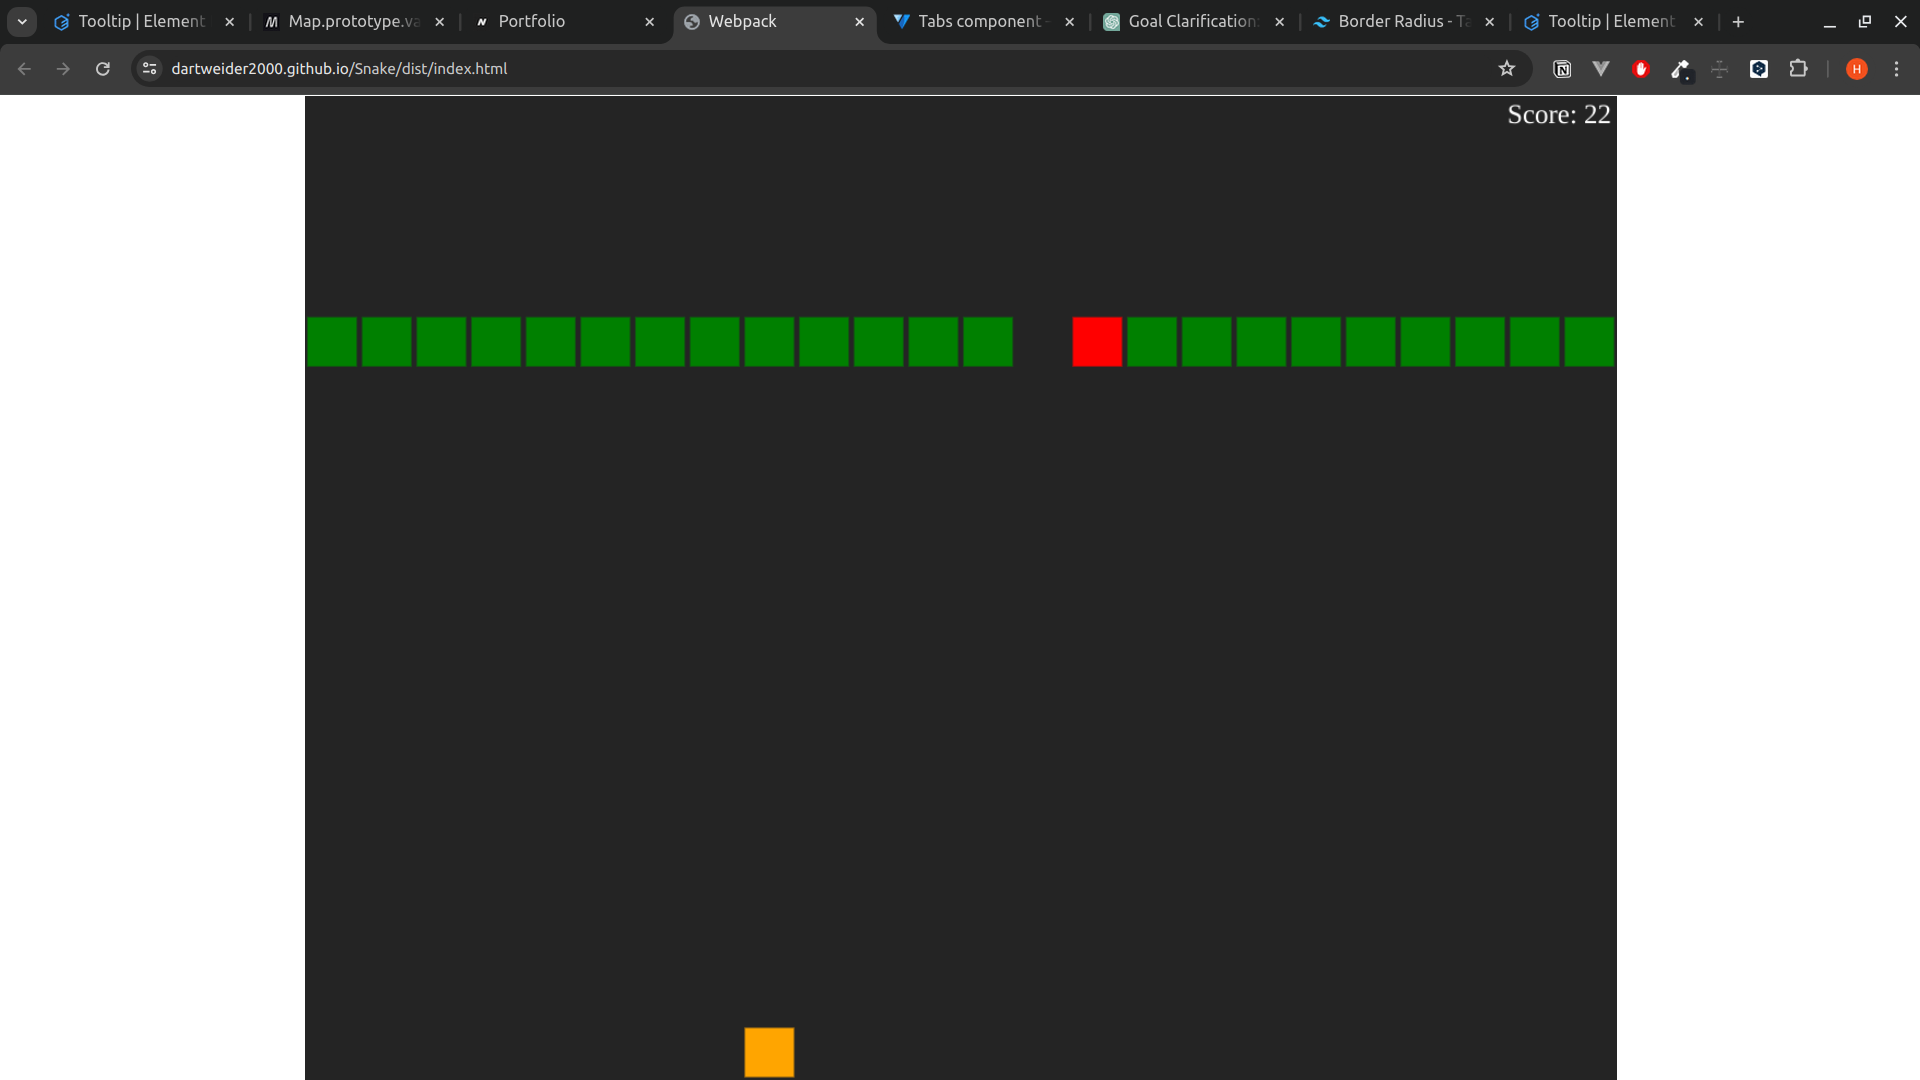 Tooltip | Element
Map.prototype.va
Portfolio
Webpack
Tabs component -
Goal Clarification
Border Radius - Ta
Tooltip | Element
dartweider2000.github.io/Snake/dist/index.html
H
Score: 22